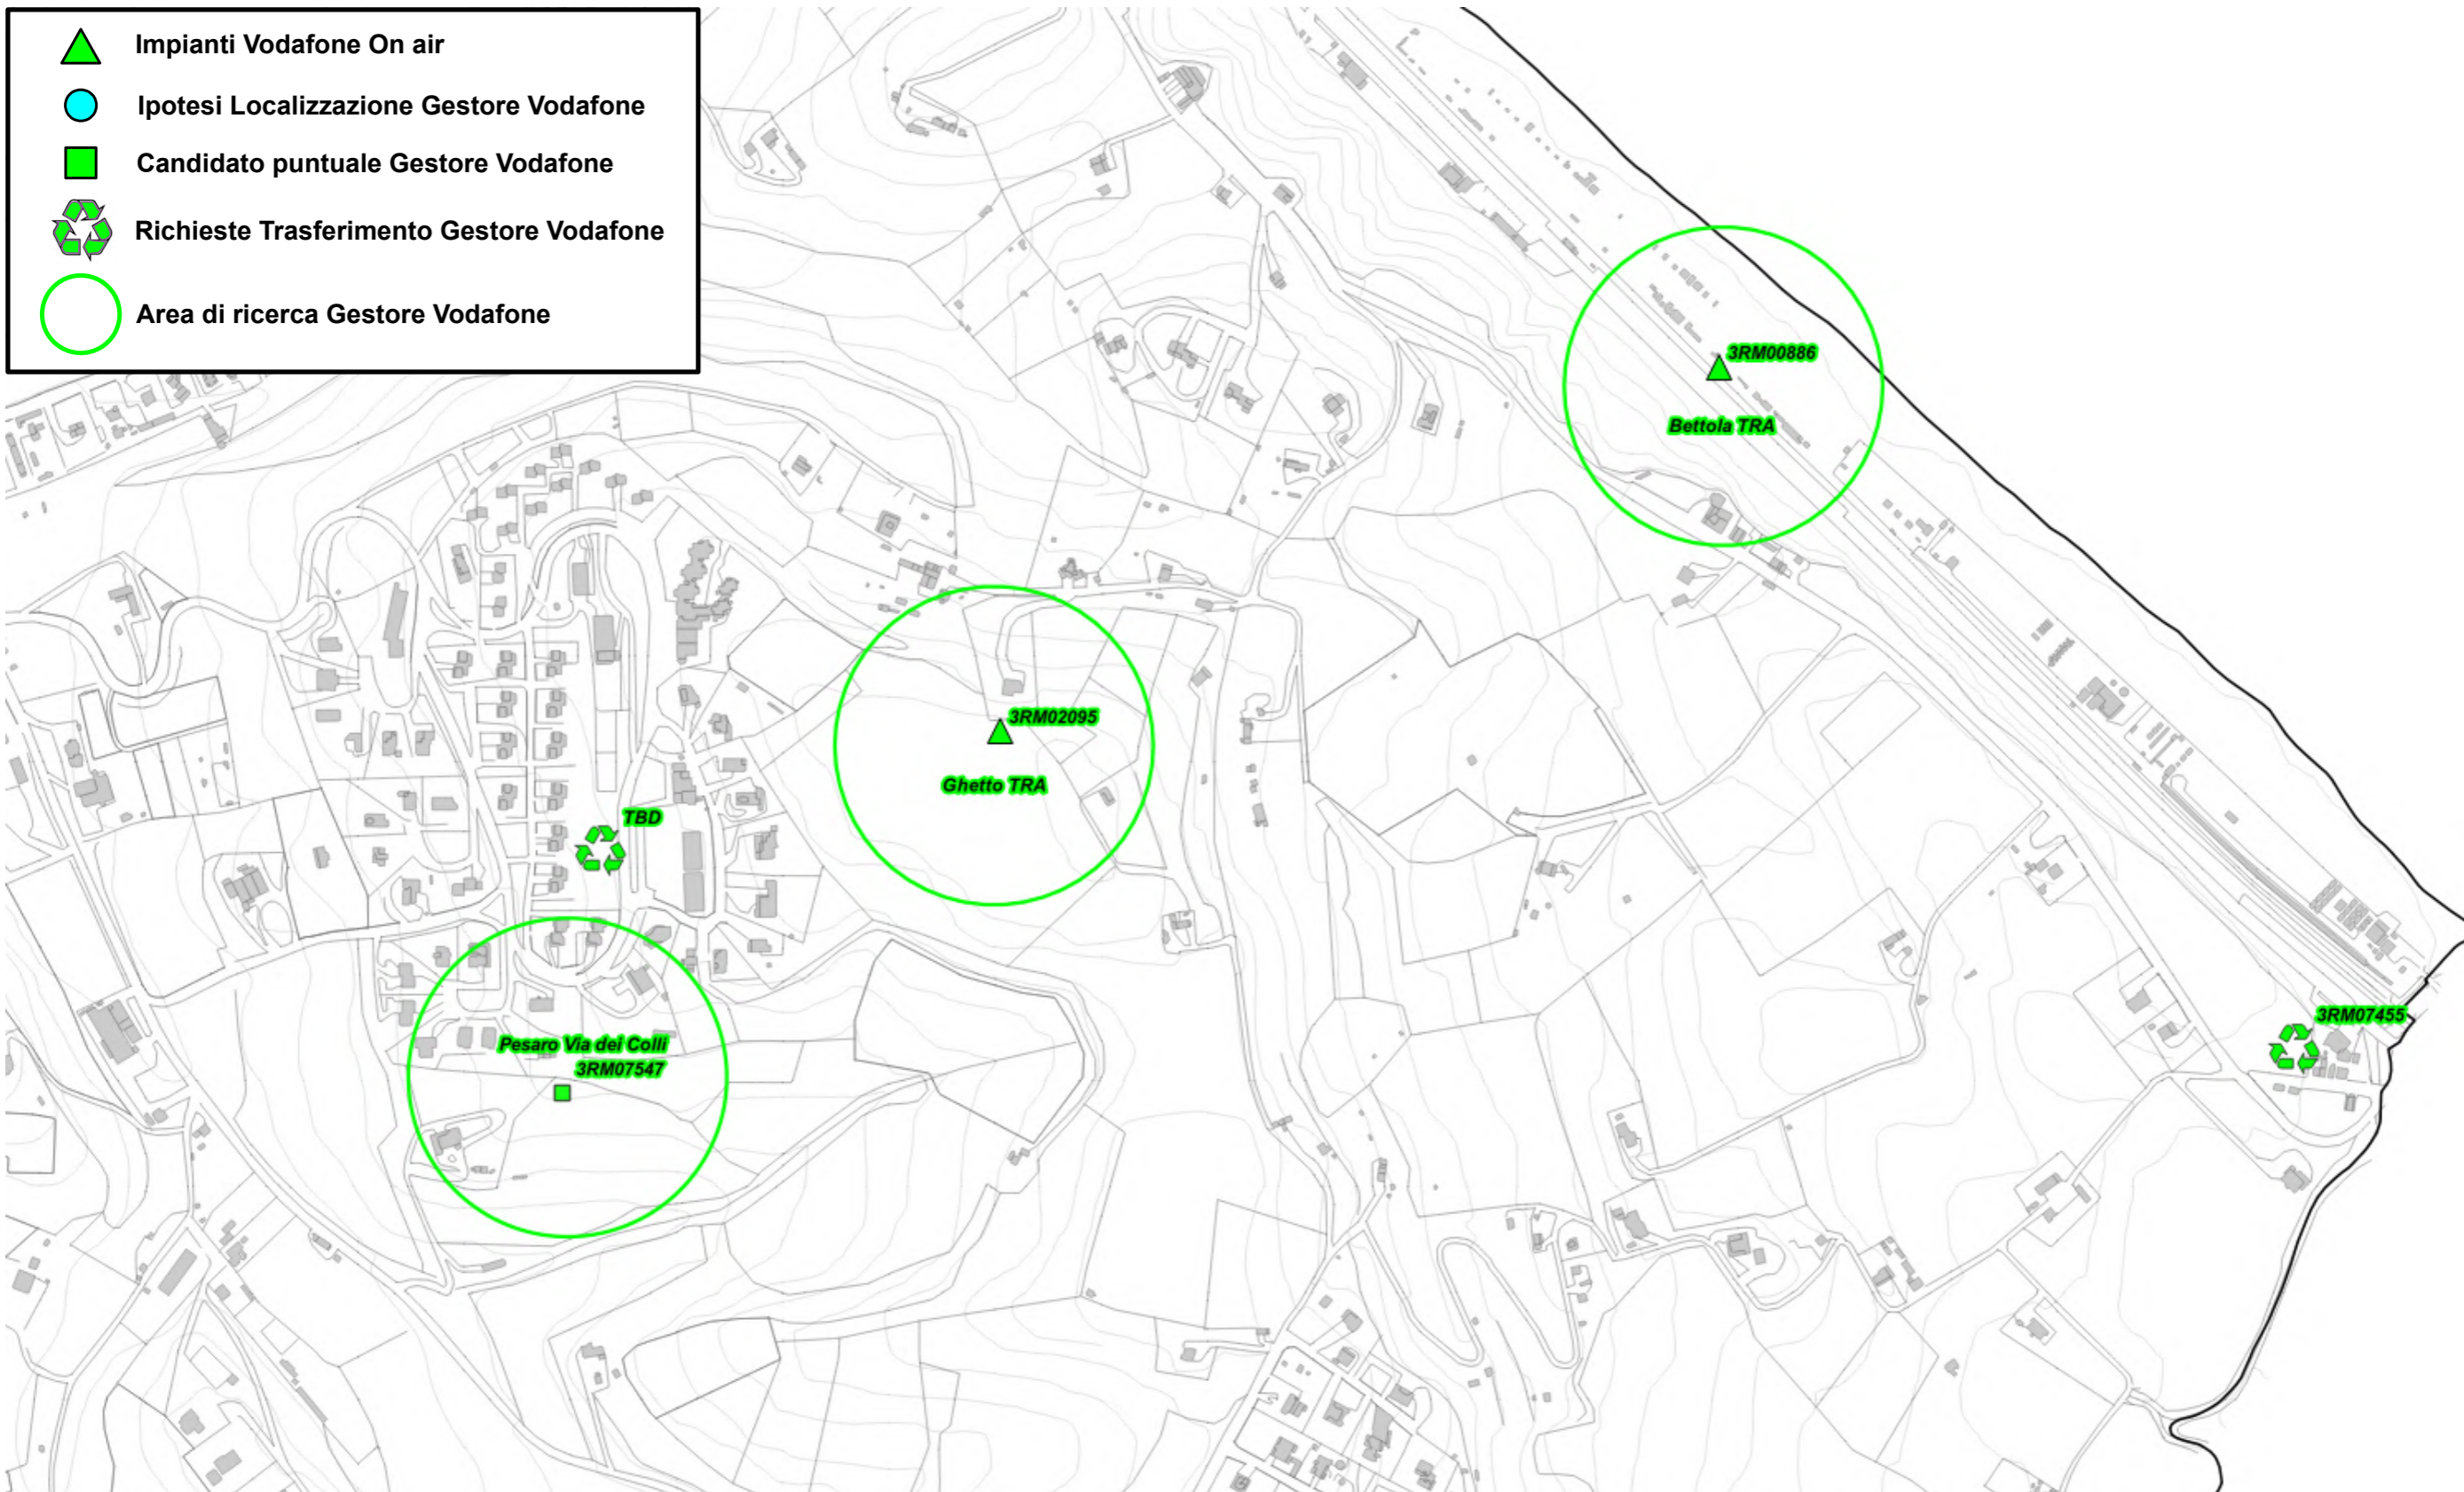 Impianti Vodafone On air
Ipotesi Localizzazione Gestore Vodafone
Candidato puntuale Gestore Vodafone
Richieste Trasferimento Gestore Vodafone
Area di ricerca Gestore Vodafone
3RM00886
Bettola TRA
3RM02095
Ghetto TRA
TBD
3RM07455
Pesaro Via dei Colli
3RM07547